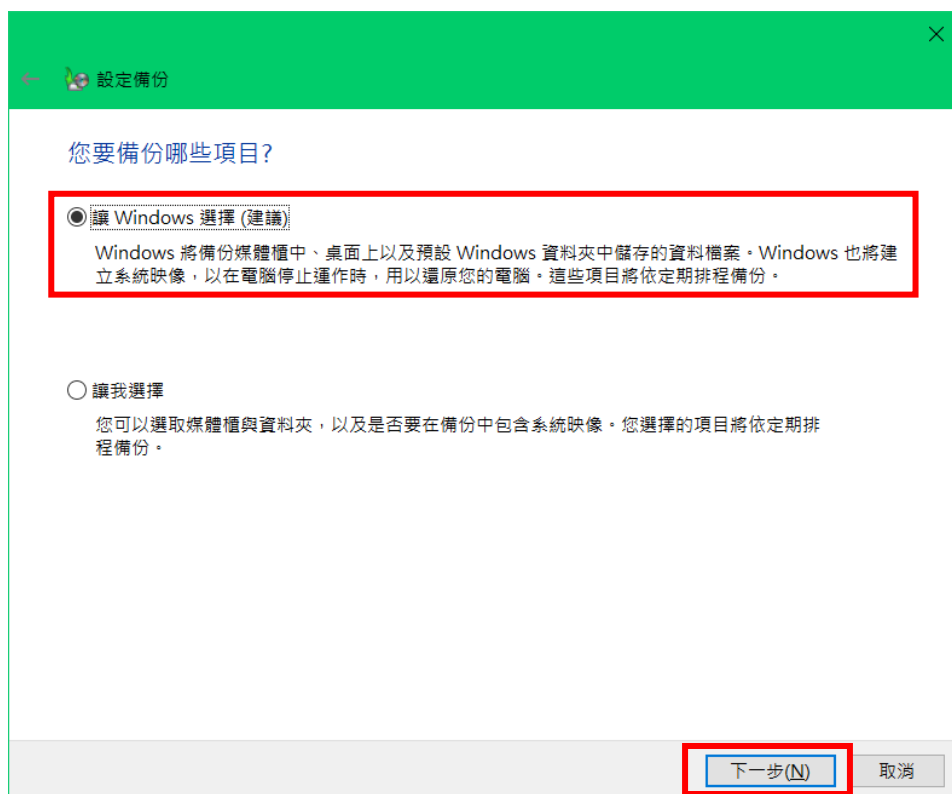 設定備份
您要備份哪些項目?
讓 Windows 選擇 (建議)
Windows 將備份媒體櫃中、桌面上以及預設 Windows 資料夾中儲存的資料檔案。Windows 也將建
立系統映像，以在電腦停止運作時，用以還原您的電腦。這些項目將依定期排程備份。
讓我選擇
您可以選取媒體櫃與資料夾，以及是否要在備份中包含系統映像。您選擇的項目將依定期排
程備份。
下一步(N) 取消